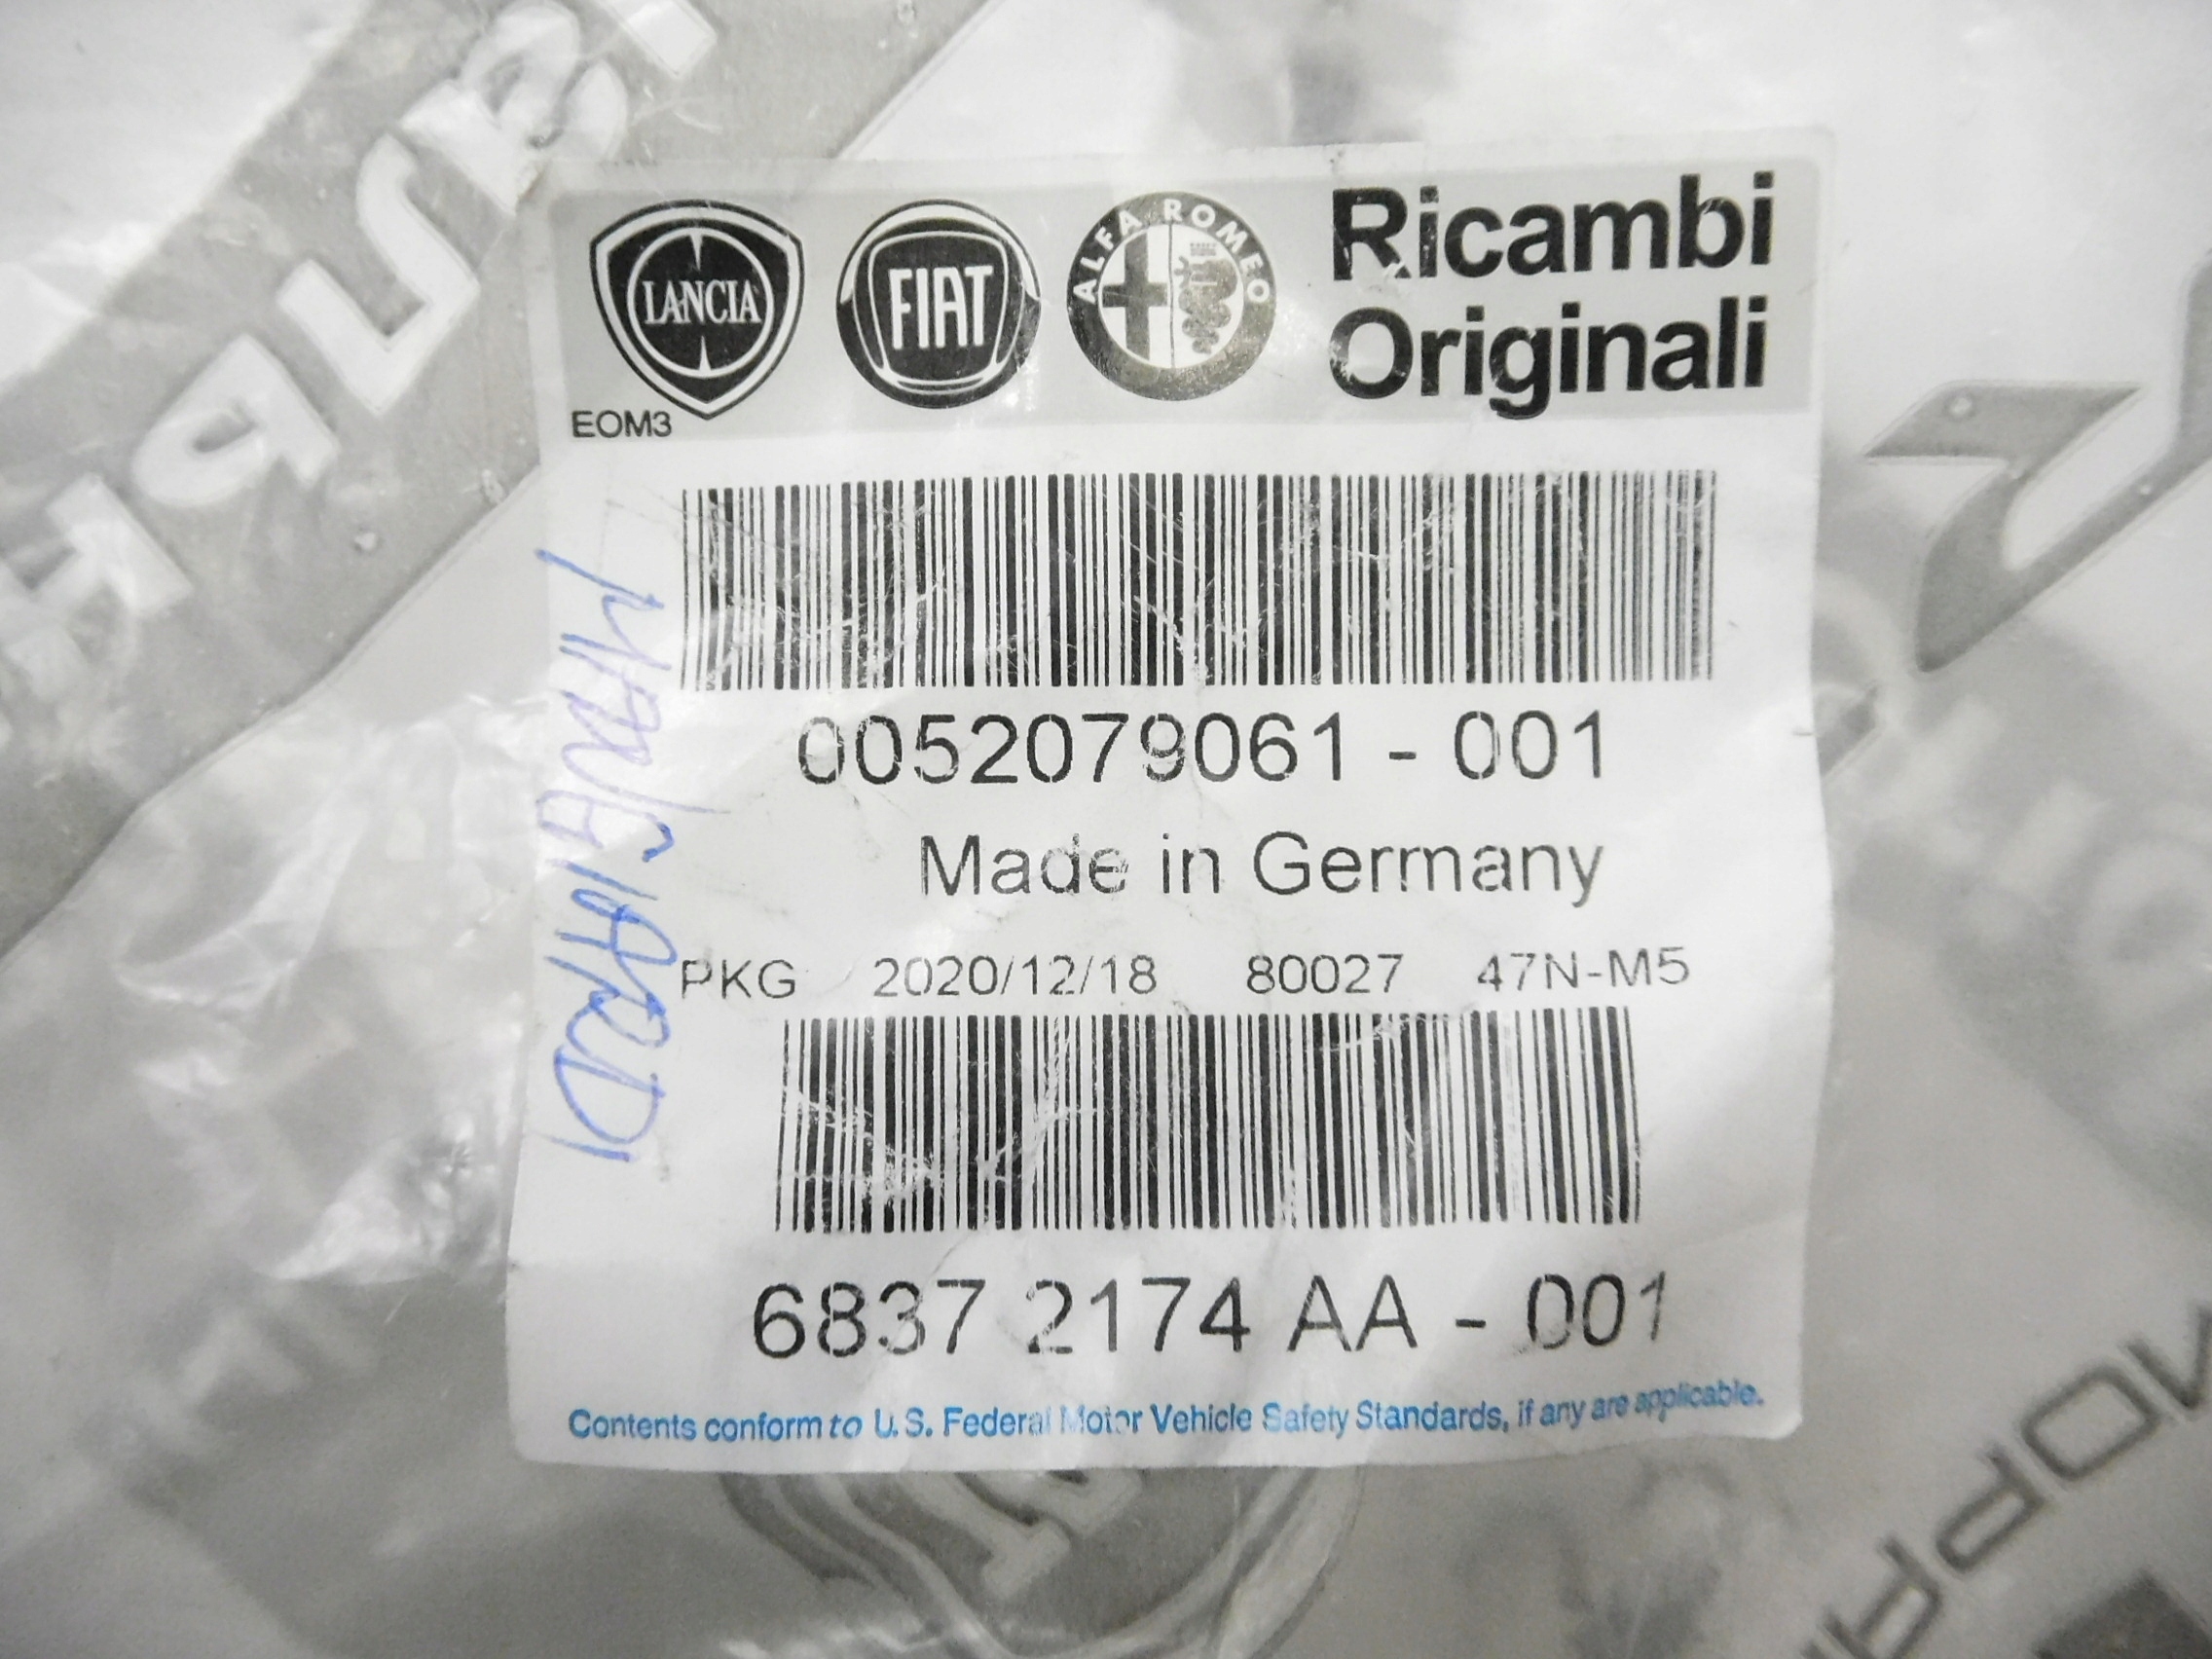 LANCIA
FIAT
ALFA ROMEO
Ricambi
Originali
EOM3
0052079061 - 001
Made in Germany
PKG 2020/12/18 80027 47N-M5
6837 2174 AA - 001
Contents conform to U.S. Federal Motor Vehicle Safety Standards, if any are applicable.